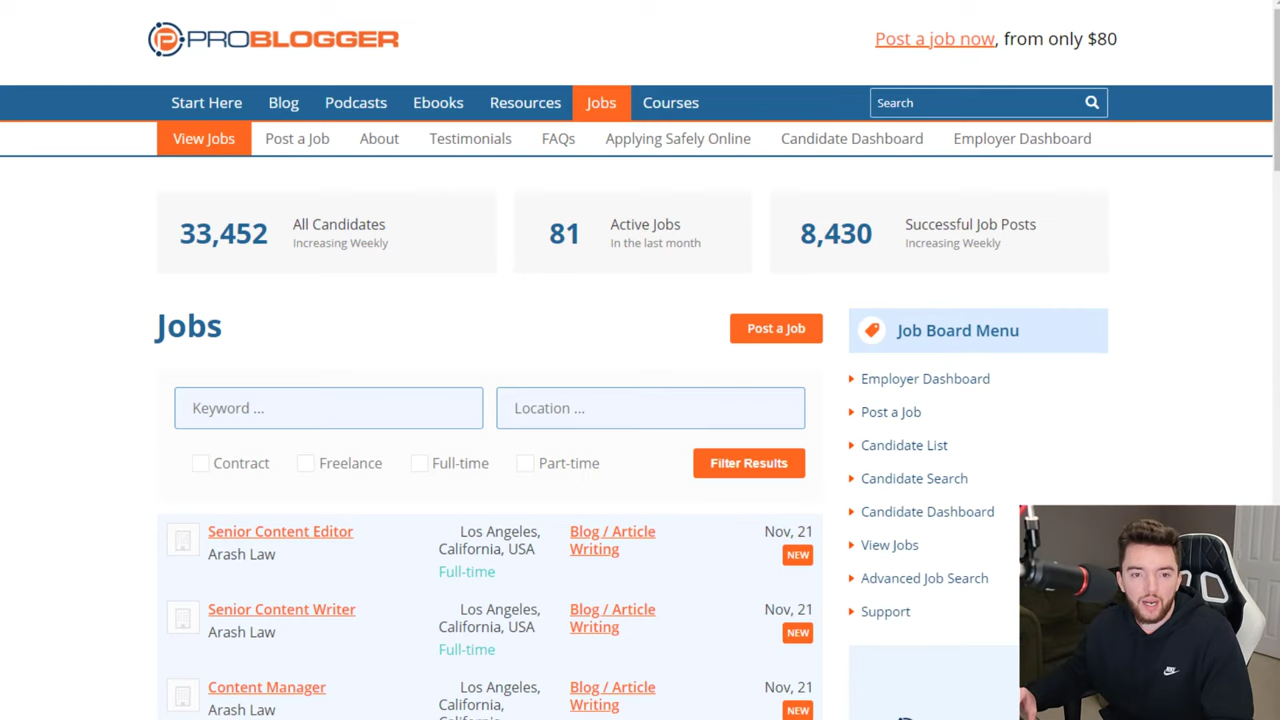 PROBLOGGER
Post a job now, from only $80
Start Here Blog Podcasts Ebooks Resources Jobs Courses Search
View Jobs Post a Job About Testimonials FAQs Applying Safely Online Candidate Dashboard Employer Dashboard
33,452 All Candidates Increasing Weekly
81 Active Jobs In the last month
8,430 Successful Job Posts Increasing Weekly
Jobs
Post a Job
Keyword ... Location ...
Contract Freelance Full-time Part-time Filter Results
Senior Content Editor
Arash Law
Los Angeles,
California, USA
Full-time
Blog / Article
Writing
Nov, 21
NEW
Senior Content Writer
Arash Law
Los Angeles,
California, USA
Full-time
Blog / Article
Writing
Nov, 21
NEW
Content Manager
Arash Law
Los Angeles,
California,
Blog / Article
Writing
Nov, 21
NEW
Job Board Menu
Employer Dashboard
Post a Job
Candidate List
Candidate Search
Candidate Dashboard
View Jobs
Advanced Job Search
Support